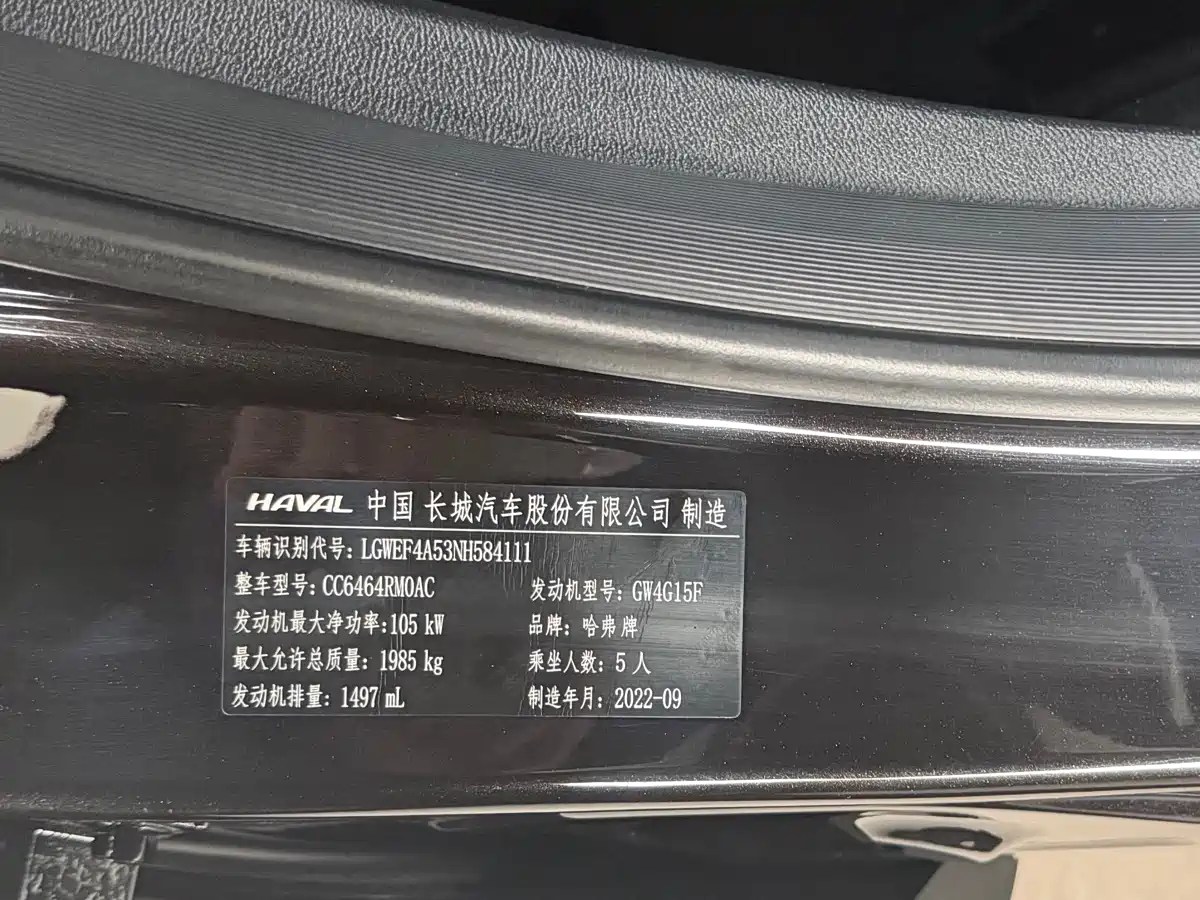 HAVAL 中国 长城汽车股份有限公司 制造
车辆识别代号: LGWEF4A53NH584111
整车型号: CC6464RM0AC 发动机型号: GW4G15F
发动机最大净功率:105 kW 品牌: 哈弗牌
最大允许总质量: 1985 kg 乘坐人数: 5 人
发动机排量: 1497 mL 制造年月: 2022-09